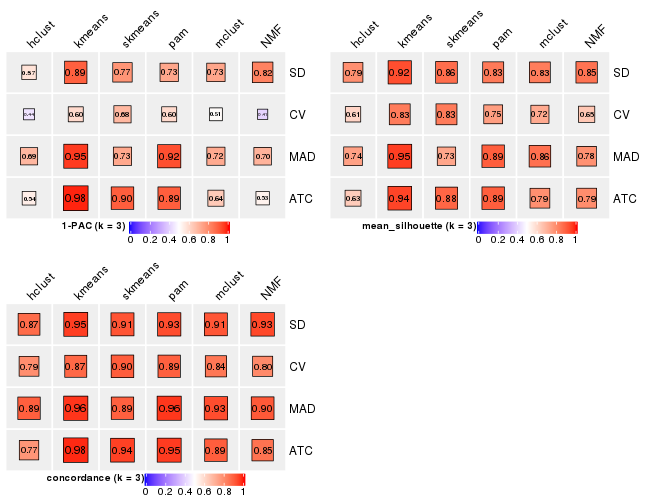 hclust kmeans skmeans pam mclust NMF
0.57 0.89 0.77 0.73 0.73 0.82 SD
0.44 0.60 0.68 0.60 0.51 CV
0.69 0.95 0.73 0.92 0.72 0.70 MAD
0.54 0.98 0.90 0.89 0.64 0.53 ATC
1-PAC (k = 3)
0 0.2 0.4 0.6 0.8 1
hclust kmeans skmeans pam mclust NMF
0.79 0.92 0.86 0.83 0.83 0.85 SD
0.61 0.83 0.83 0.75 0.72 0.65 CV
0.74 0.95 0.73 0.89 0.86 0.78 MAD
0.63 0.94 0.88 0.89 0.79 0.79 ATC
mean_silhouette (k = 3)
0 0.2 0.4 0.6 0.8 1
hclust kmeans skmeans pam mclust NMF
0.87 0.95 0.91 0.93 0.91 0.93 SD
0.79 0.87 0.90 0.89 0.84 0.80 CV
0.89 0.96 0.89 0.96 0.93 0.90 MAD
0.77 0.98 0.94 0.95 0.89 0.85 ATC
concordance (k = 3)
0 0.2 0.4 0.6 0.8 1